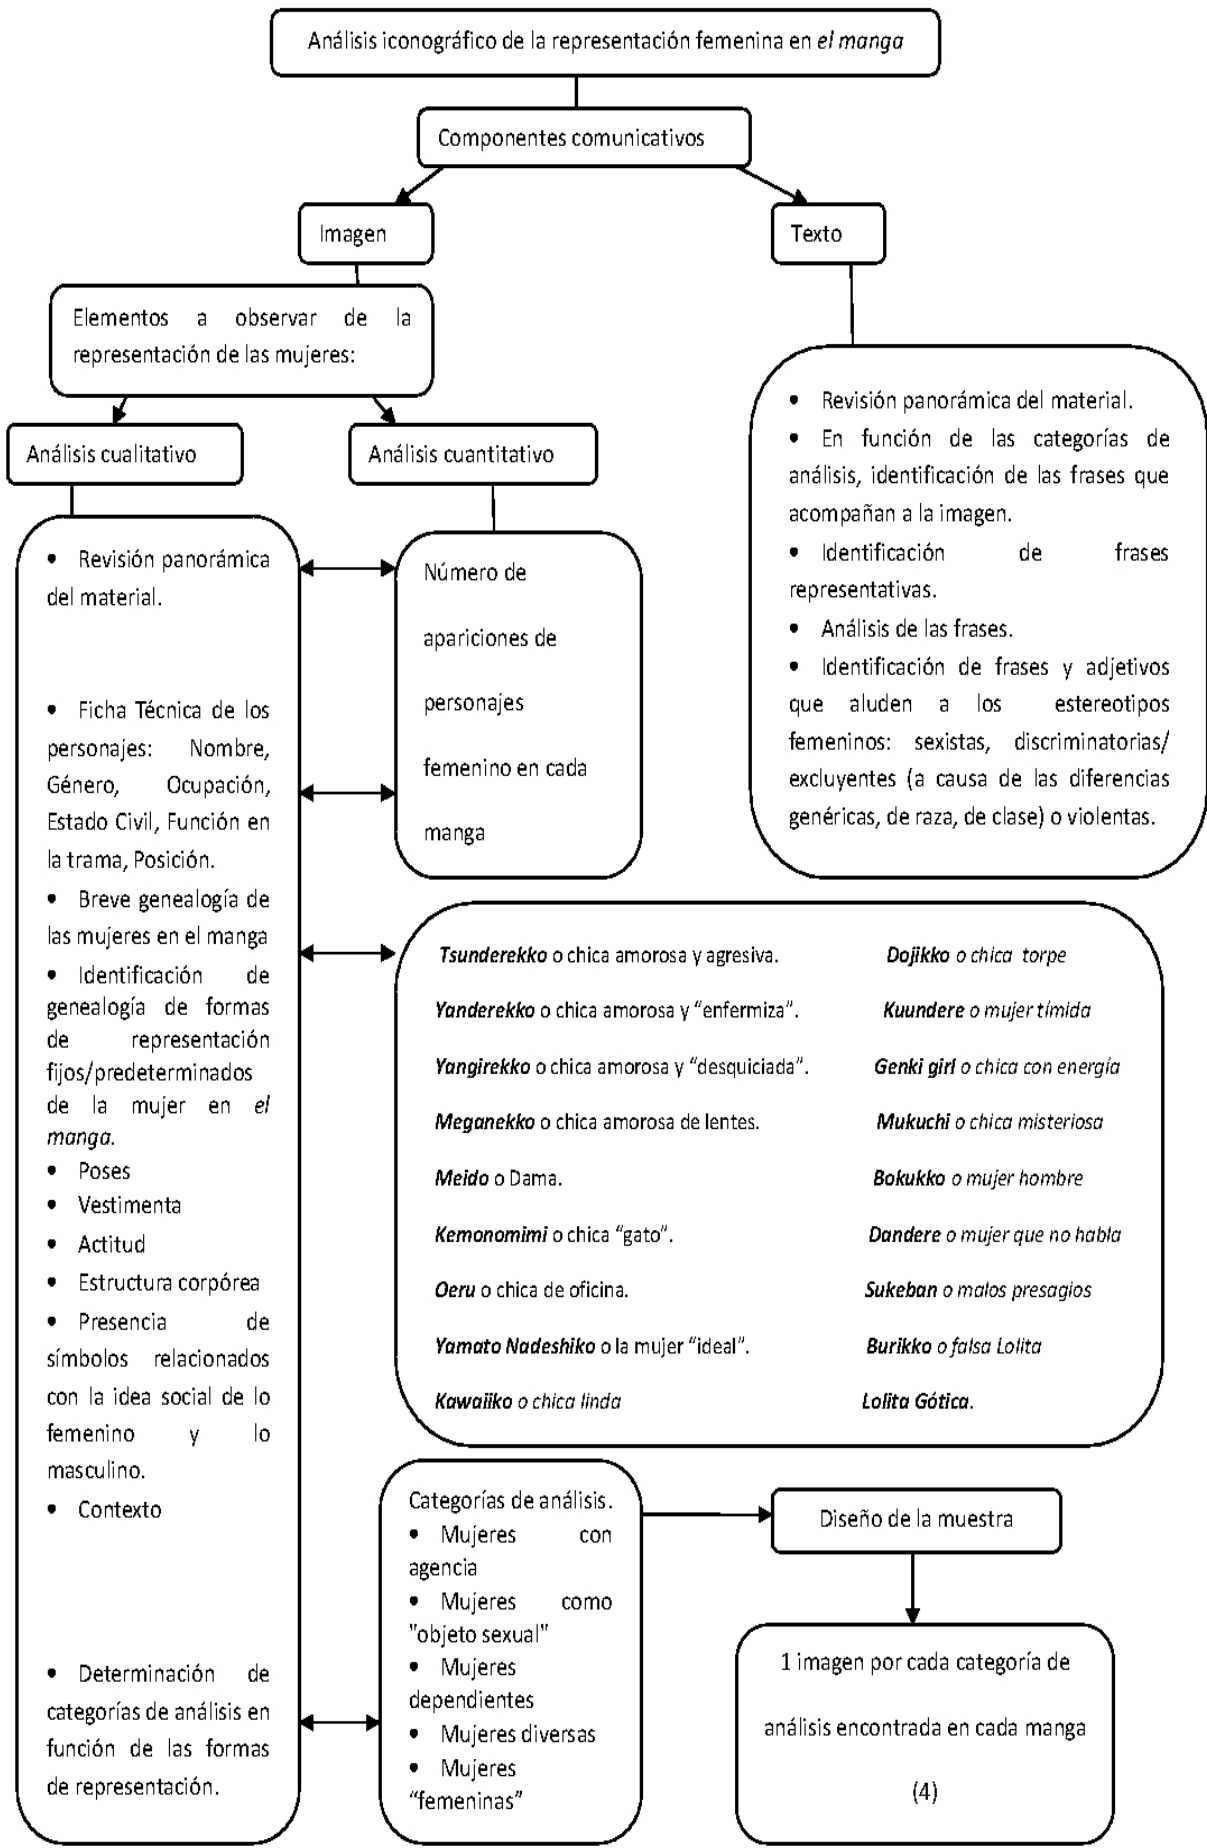 Análisis iconográfico de la representación femenina en el manga
Componentes comunicativos
Imagen
Texto
Elementos a observar de la
representación de las mujeres:
Análisis cualitativo
Análisis cuantitativo
• Revisión panorámica
del material.
• Ficha Técnica de los
personajes: Nombre,
Género, Ocupación,
Estado Civil, Función en
la trama, Posición.
• Breve genealogía de
las mujeres en el manga
• Identificación de
genealogía de formas
de representación
fijos/predeterminados
de la mujer en el
manga.
• Poses
• Vestimenta
• Actitud
• Estructura corpórea
• Presencia de
símbolos relacionados
con la idea social de lo
femenino y lo
masculino.
• Contexto
• Determinación de
categorías de análisis en
función de las formas
de representación.
Número de
apariciones de
personajes
femenino en cada
manga
• Revisión panorámica del material.
• En función de las categorías de
análisis, identificación de las frases que
acompañan a la imagen.
• Identificación de frases
representativas.
• Análisis de las frases.
• Identificación de frases y adjetivos
que aluden a los estereotipos
femeninos: sexistas, discriminatorias/
excluyentes (a causa de las diferencias
genéricas, de raza, de clase) o violentas.
Tsunderekko o chica amorosa y agresiva.
Yanderekko o chica amorosa y “enfermiza”.
Yangirekko o chica amorosa y “desquiciada”.
Meganekko o chica amorosa de lentes.
Meido o Dama.
Kemonomimi o chica “gato”.
Oeru o chica de oficina.
Yamato Nadeshiko o la mujer “ideal”.
Kawaiiko o chica linda
Dojikko o chica torpe
Kuundere o mujer tímida
Genki girl o chica con energía
Mukuchi o chica misteriosa
Bokukko o mujer hombre
Dandere o mujer que no habla
Sukeban o malos presagios
Burikko o falsa Lolita
Lolita Gótica.
Categorías de análisis.
• Mujeres con
agencia
• Mujeres como
"objeto sexual"
• Mujeres
dependientes
• Mujeres diversas
• Mujeres
“femeninas”
Diseño de la muestra
1 imagen por cada categoría de
análisis encontrada en cada manga
(4)